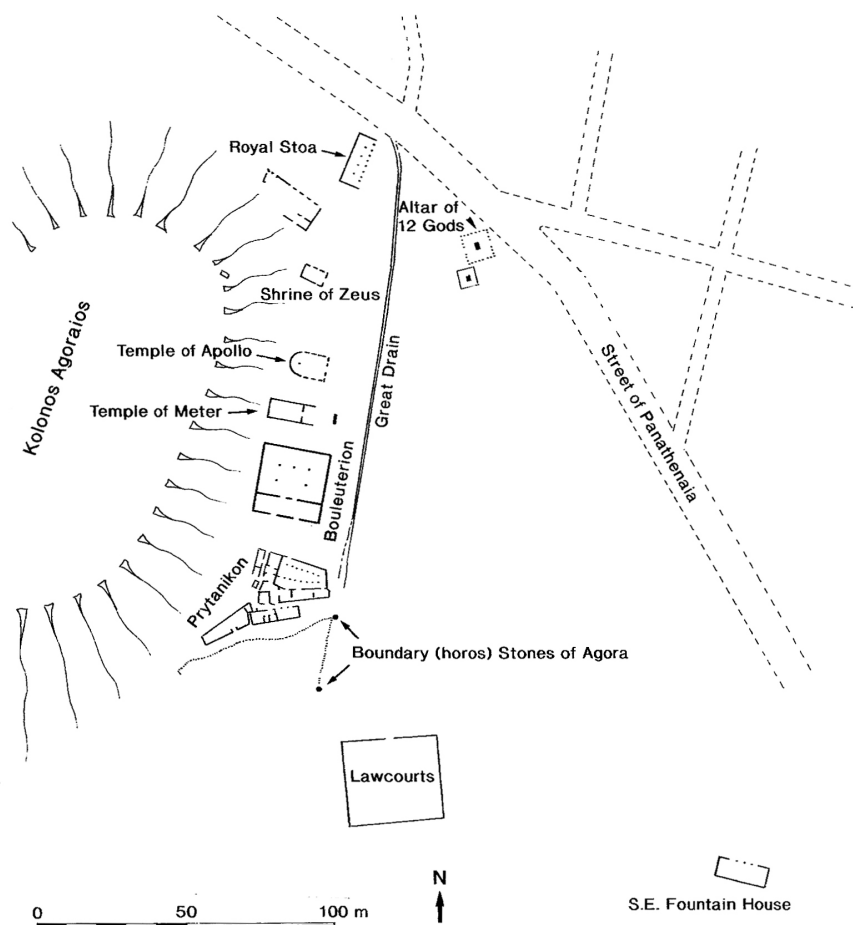 Royal Stoa
Altar of
12 Gods
Shrine of Zeus
Kolonos Agoraios
Temple of Apollo
Great Drain
Street of Panathenaia
Temple of Meter
Bouleuterion
Prytanikon
Boundary (horos) Stones of Agora
Lawcourts
N
S.E. Fountain House
0 50 100 m